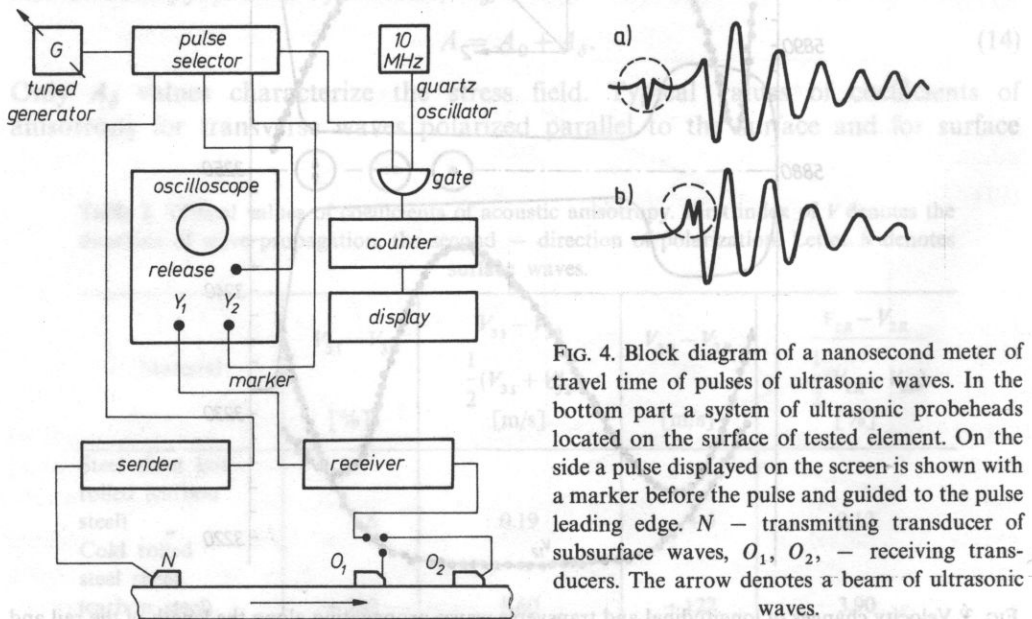 G
tuned
generator
pulse
selector
10
MHz
quartz
oscillator
gate
counter
display
oscilloscope
release
Y₁ Y₂
marker
sender
receiver
N
O₁
O₂
a)
b)
FIG. 4. Block diagram of a nanosecond meter of
travel time of pulses of ultrasonic waves. In the
bottom part a system of ultrasonic probeheads
located on the surface of tested element. On the
side a pulse displayed on the screen is shown with
a marker before the pulse and guided to the pulse
leading edge. N — transmitting transducer of
subsurface waves, O₁, O₂, — receiving trans-
ducers. The arrow denotes a beam of ultrasonic
waves.